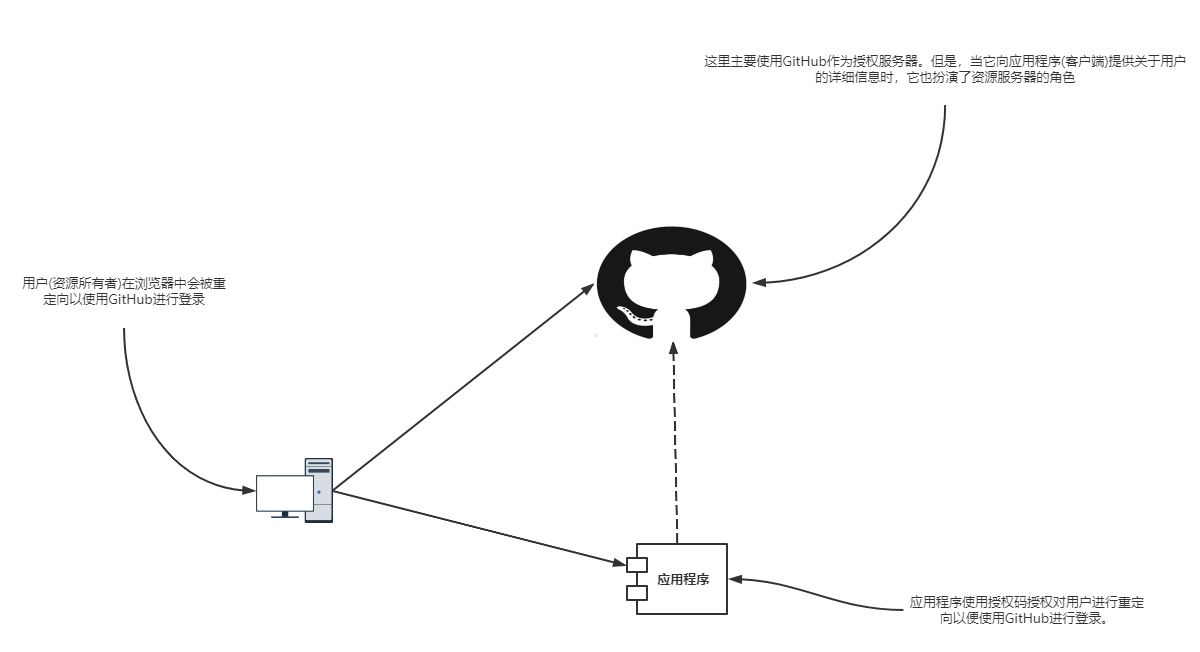 这里主要使用GitHub作为授权服务器。但是，当它向应用程序(客户端)提供关于用户
的详细信息时，它也扮演了资源服务器的角色
用户(资源所有者)在浏览器中会被重
定向以使用GitHub进行登录
应用程序
应用程序使用授权码授权对用户进行重定
向以便使用GitHub进行登录。